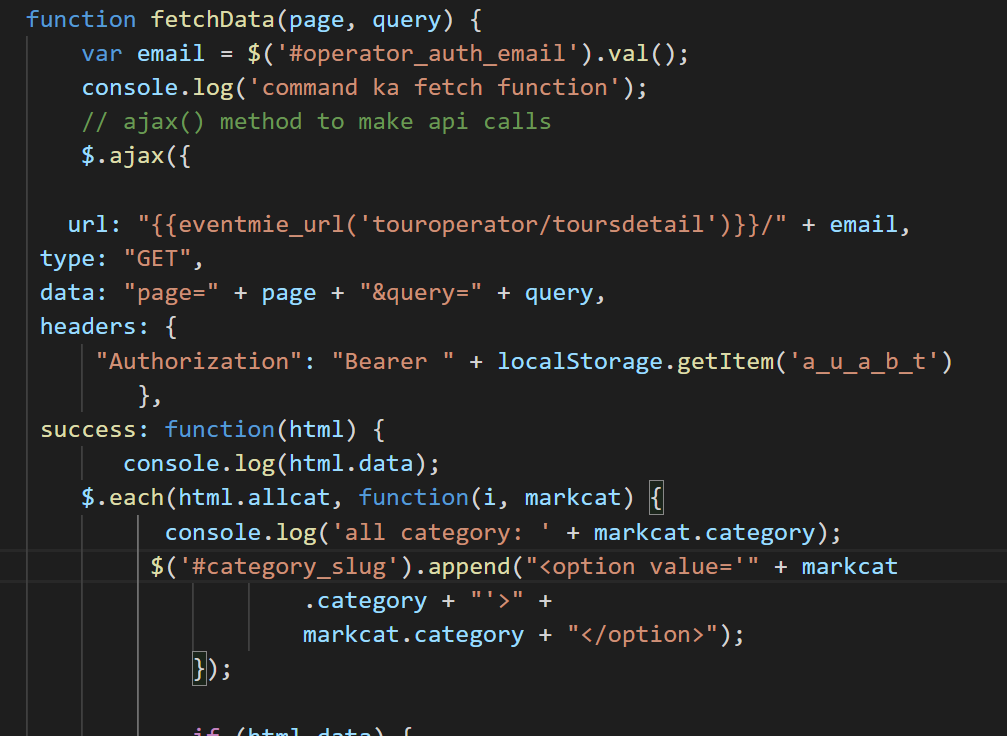 function fetchData(page, query) {
var email = $('#operator_auth_email').val();
console.log('command ka fetch function');
// ajax() method to make api calls
$.ajax({
url: "{{eventmie_url('touroperator/toursdetail')}}/" + email,
type: "GET",
data: "page=" + page + "&query=" + query,
headers: {
"Authorization": "Bearer " + localStorage.getItem('a_u_a_b_t')
},
success: function(html) {
console.log(html.data);
$.each(html.allcat, function(i, markcat) {
console.log('all category: ' + markcat.category);
$('#category_slug').append("<option value='" + markcat
.category + "'>" +
markcat.category + "</option>");
});
if (html.data) {